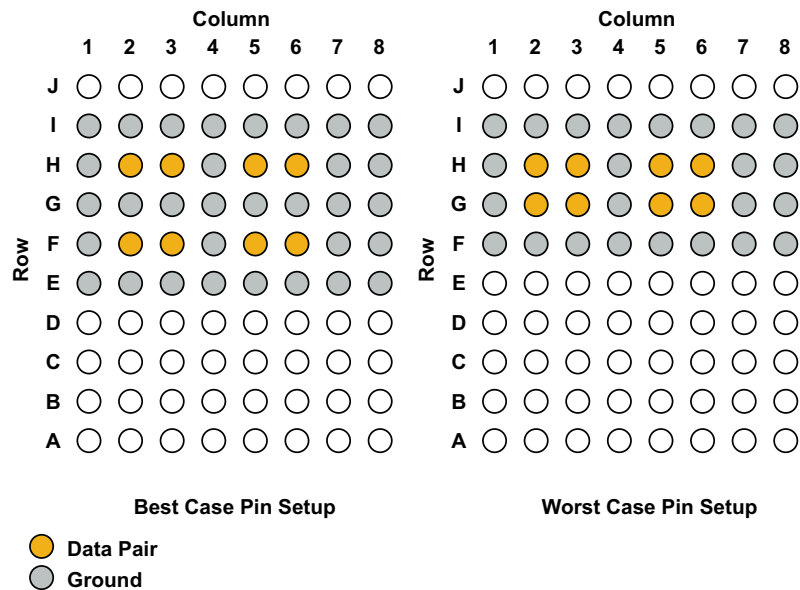 Column Column
1 2 3 4 5 6 7 8 1 2 3 4 5 6 7 8
J J
I I
H H
G G
F F
Row Row
E E
D D
C C
B B
A A
Best Case Pin Setup Worst Case Pin Setup
Data Pair
Ground